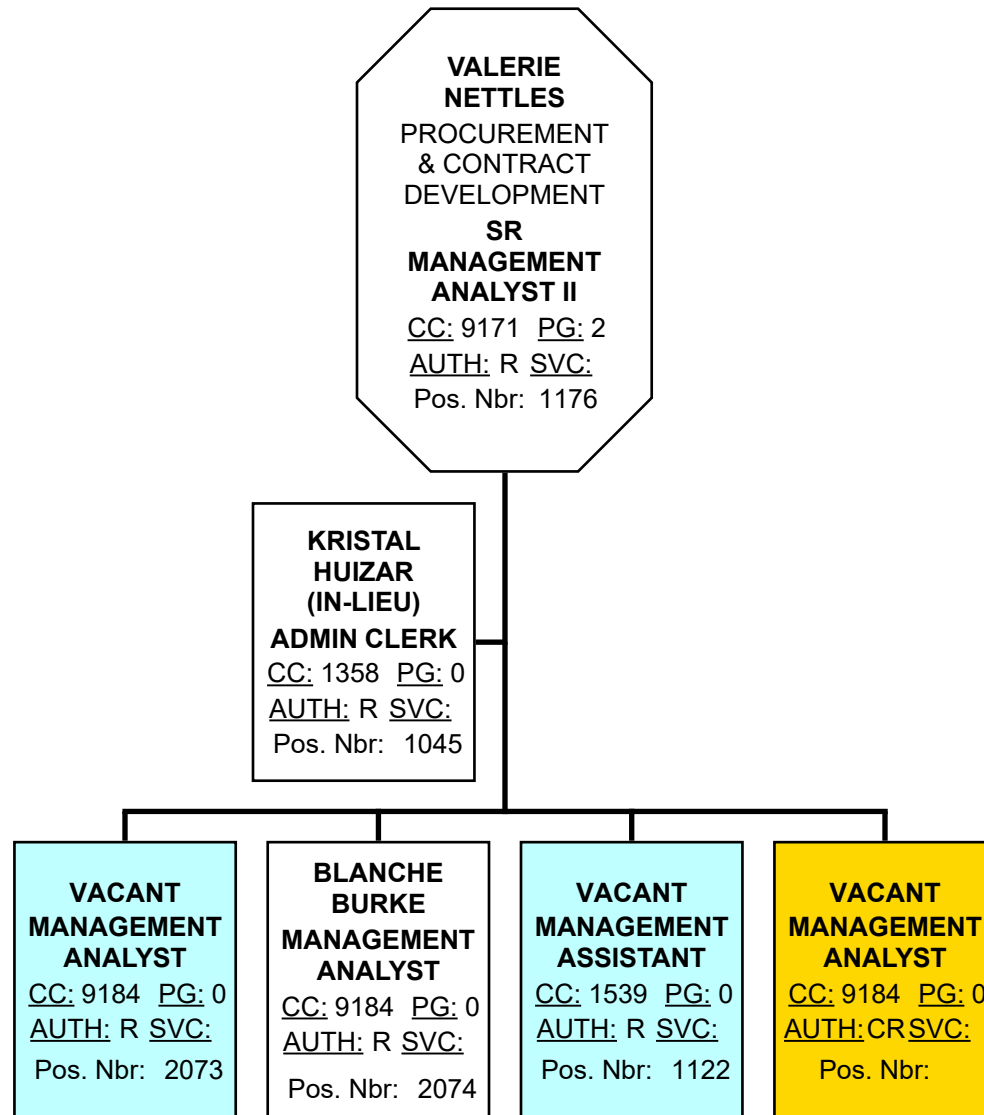 VALERIE
NETTLES
PROCUREMENT
& CONTRACT
DEVELOPMENT
SR
MANAGEMENT
ANALYST II
CC: 9171 PG: 2
AUTH: R SVC:
Pos. Nbr: 1176
KRISTAL
HUIZAR
(IN-LIEU)
ADMIN CLERK
CC: 1358 PG: 0
AUTH: R SVC:
Pos. Nbr: 1045
VACANT
MANAGEMENT
ANALYST
CC: 9184 PG: 0
AUTH: R SVC:
Pos. Nbr: 2073
BLANCHE
BURKE
MANAGEMENT
ANALYST
CC: 9184 PG: 0
AUTH: R SVC:
Pos. Nbr: 2074
VACANT
MANAGEMENT
ASSISTANT
CC: 1539 PG: 0
AUTH: R SVC:
Pos. Nbr: 1122
VACANT
MANAGEMENT
ANALYST
CC: 9184 PG: 0
AUTH: CR SVC:
Pos. Nbr: